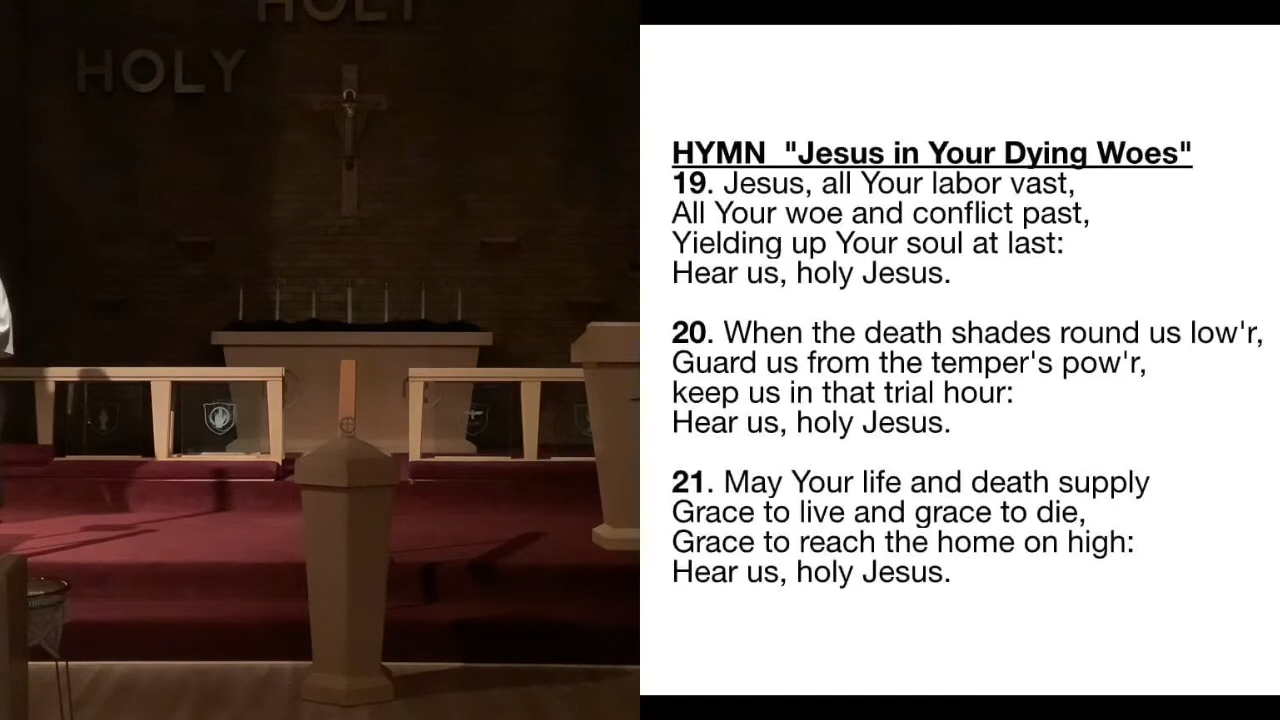 HOLY
HOLY
HYMN "Jesus in Your Dying Woes"
19. Jesus, all Your labor vast,
All Your woe and conflict past,
Yielding up Your soul at last:
Hear us, holy Jesus.
20. When the death shades round us low'r,
Guard us from the temper's pow'r,
keep us in that trial hour:
Hear us, holy Jesus.
21. May Your life and death supply
Grace to live and grace to die,
Grace to reach the home on high:
Hear us, holy Jesus.